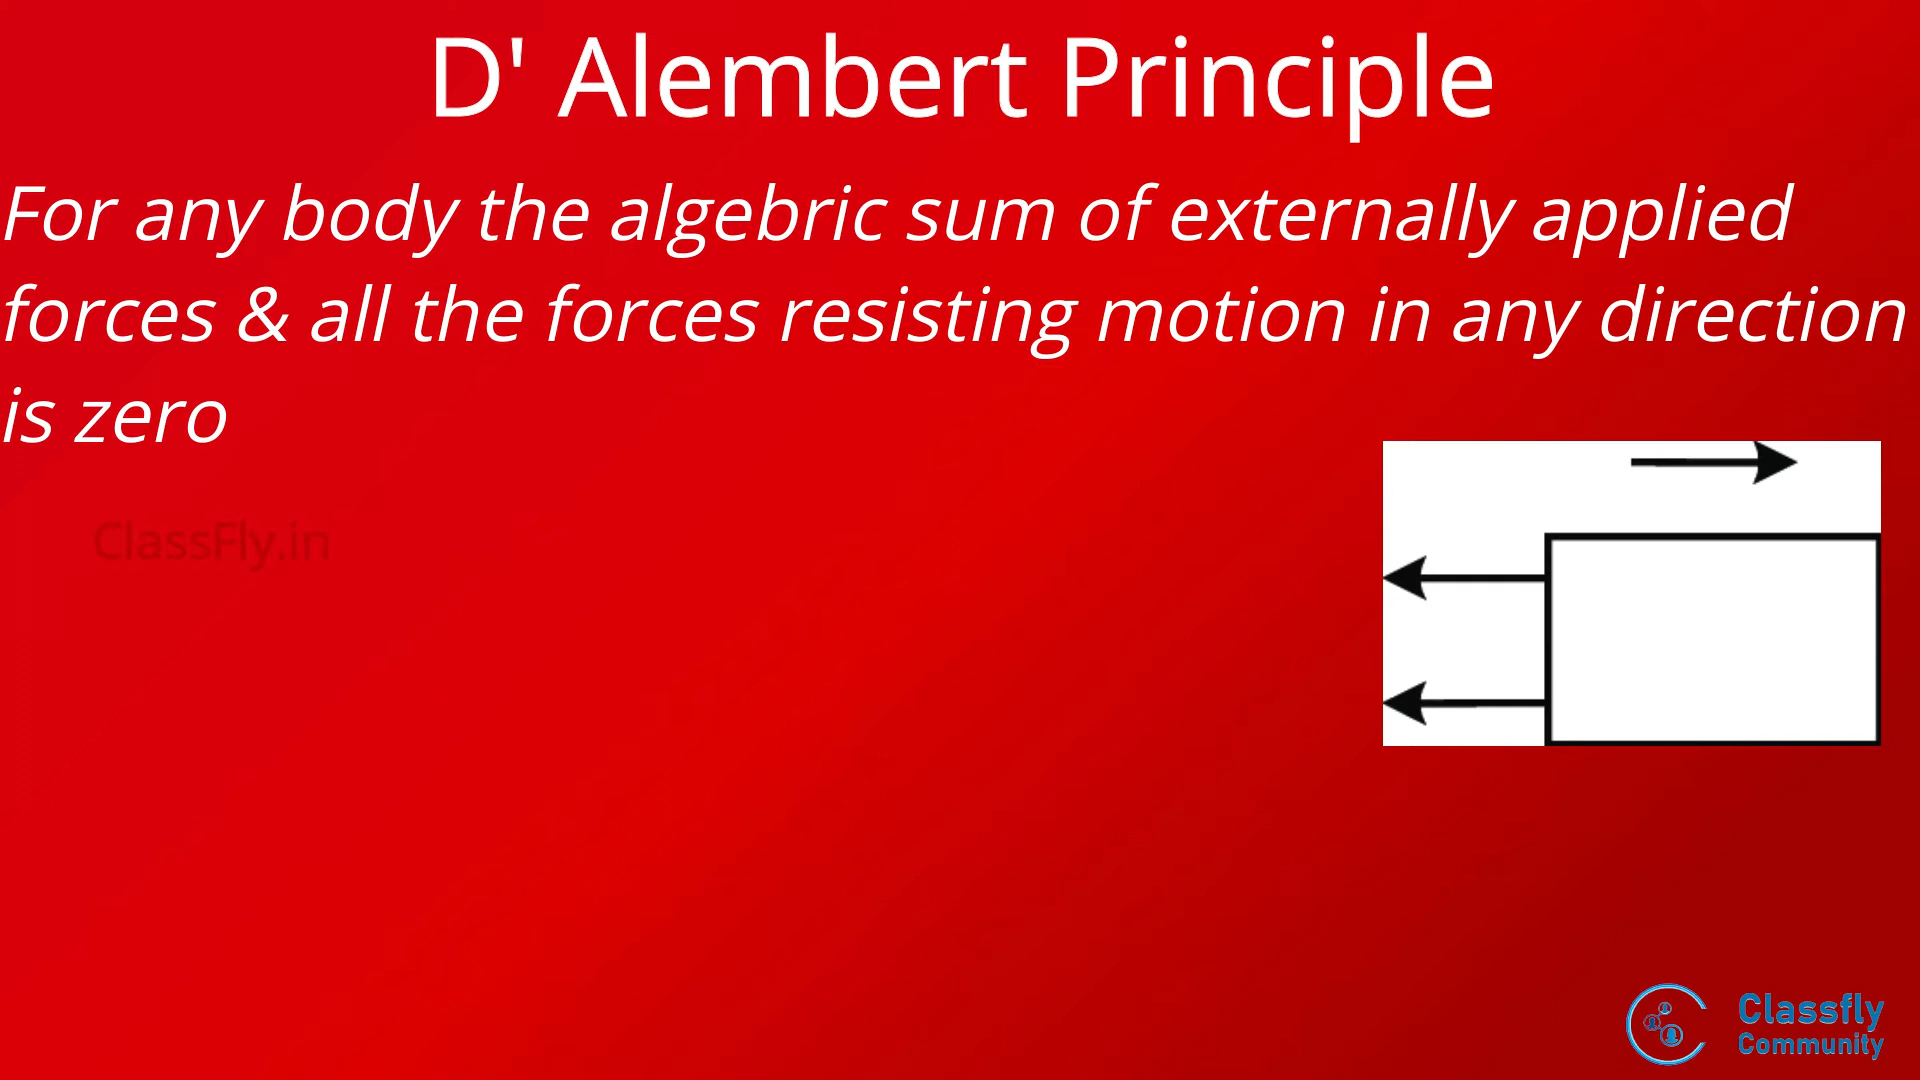 D' Alembert Principle
For any body the algebric sum of externally applied
forces & all the forces resisting motion in any direction
is zero
ClassFly.in
Classfly
Community